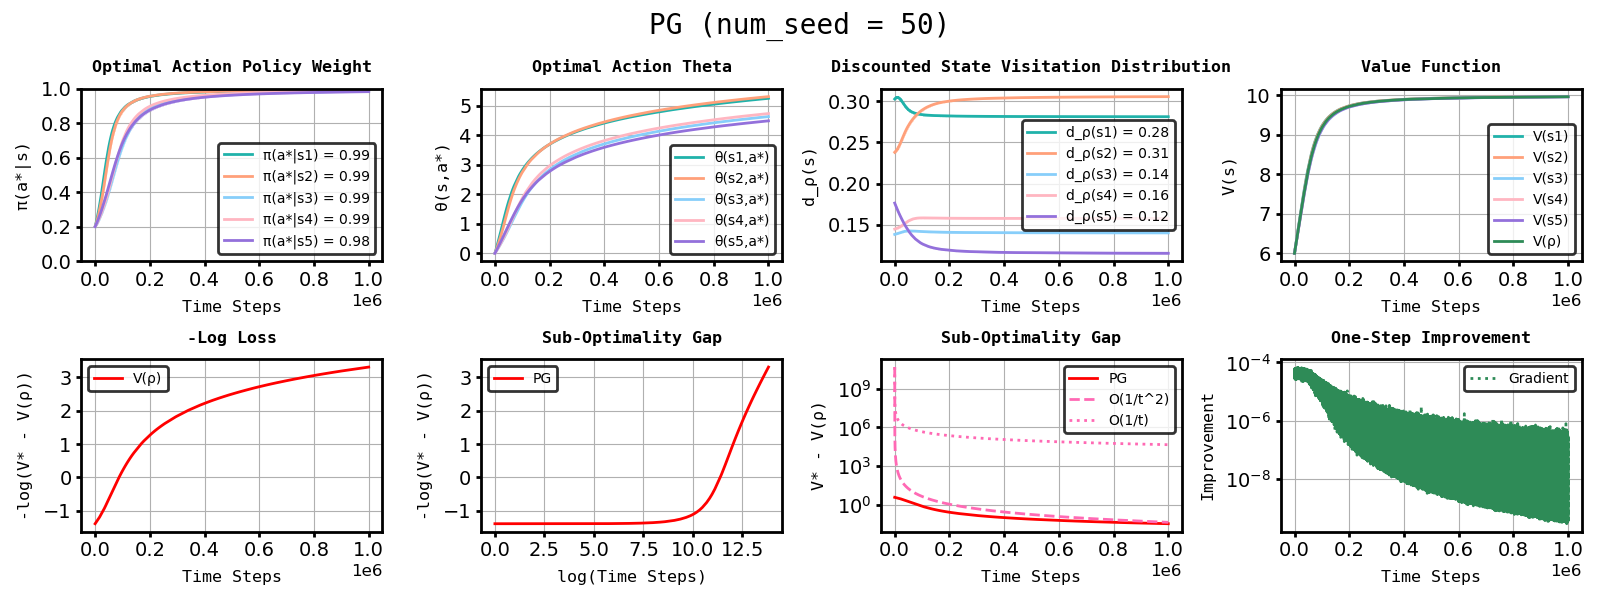 PG (num_seed = 50)
Optimal Action Policy Weight
π(a*|s)
1.0
0.8
0.6
0.4
0.2
0.0
π(a*|s1) = 0.99
π(a*|s2) = 0.99
π(a*|s3) = 0.99
π(a*|s4) = 0.99
π(a*|s5) = 0.98
0.0 0.2 0.4 0.6 0.8 1.0
1e6
Time Steps
Optimal Action Theta
θ(s,a*)
5
4
3
2
1
0
θ(s1,a*)
θ(s2,a*)
θ(s3,a*)
θ(s4,a*)
θ(s5,a*)
0.0 0.2 0.4 0.6 0.8 1.0
1e6
Time Steps
Discounted State Visitation Distribution
d_ρ(s)
0.30
0.25
0.20
0.15
d_ρ(s1) = 0.28
d_ρ(s2) = 0.31
d_ρ(s3) = 0.14
d_ρ(s4) = 0.16
d_ρ(s5) = 0.12
0.0 0.2 0.4 0.6 0.8 1.0
1e6
Time Steps
Value Function
V(s)
10
9
8
7
6
V(s1)
V(s2)
V(s3)
V(s4)
V(s5)
V(ρ)
0.0 0.2 0.4 0.6 0.8 1.0
1e6
Time Steps
-Log Loss
-log(V* - V(ρ))
3
2
1
0
−1
V(ρ)
0.0 0.2 0.4 0.6 0.8 1.0
1e6
Time Steps
Sub-Optimality Gap
-log(V* - V(ρ))
3
2
1
0
−1
PG
0.0 2.5 5.0 7.5 10.0 12.5
log(Time Steps)
Sub-Optimality Gap
V* - V(ρ)
10⁹
10⁶
10³
10⁰
PG
O(1/t^2)
O(1/t)
0.0 0.2 0.4 0.6 0.8 1.0
1e6
Time Steps
One-Step Improvement
Improvement
10⁻⁴
10⁻⁶
10⁻⁸
Gradient
0.0 0.2 0.4 0.6 0.8 1.0
1e6
Time Steps